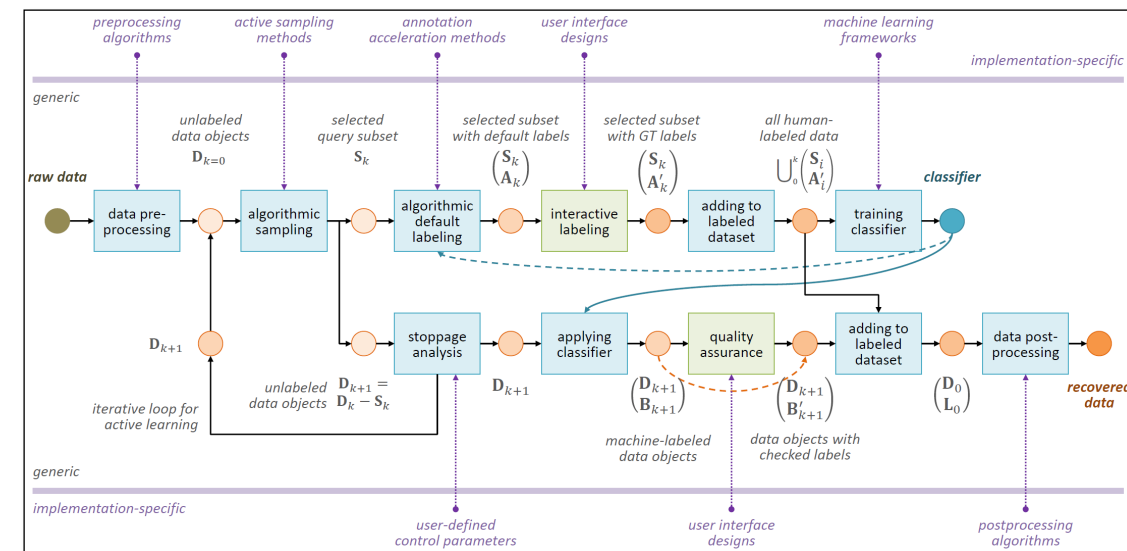 preprocessing
algorithms
active sampling
methods
annotation
acceleration methods
user interface
designs
machine learning
frameworks
implementation-specific
generic
unlabeled
data objects
D_{k=0}
selected
query subset
S_k
selected subset
with default labels
(S_k
A_k)
selected subset
with GT labels
(S_k
A'_k)
all human-
labeled data
⋃_0^k (S_i
A'_i)
raw data
classifier
data pre-
processing
algorithmic
sampling
algorithmic
default
labeling
interactive
labeling
adding to
labeled
dataset
training
classifier
D_{k+1}
stoppage
analysis
applying
classifier
quality
assurance
adding to
labeled
dataset
data post-
processing
unlabeled
data objects
D_{k+1} =
D_k − S_k
D_{k+1}
(D_{k+1}
B_{k+1})
(D_{k+1}
B'_{k+1})
(D_0
L_0)
recovered
data
iterative loop for
active learning
machine-labeled
data objects
data objects with
checked labels
generic
implementation-specific
user-defined
control parameters
user interface
designs
postprocessing
algorithms